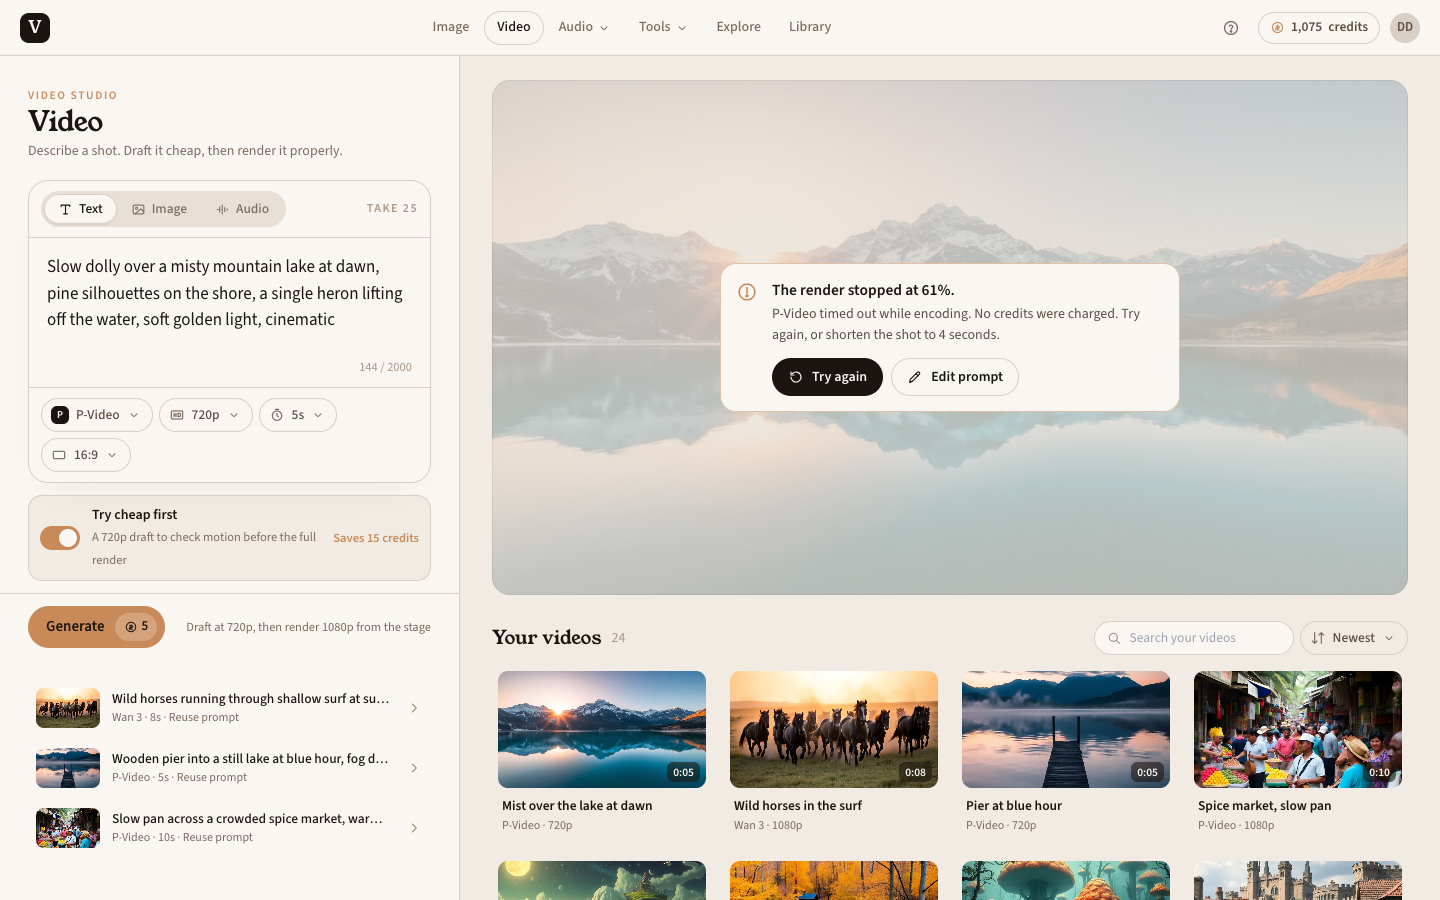 V
Image
Video
Audio
Tools
Explore
Library
1,075 credits
DD
VIDEO STUDIO
Video
Describe a shot. Draft it cheap, then render it properly.
Text
Image
Audio
TAKE 25
Slow dolly over a misty mountain lake at dawn,
pine silhouettes on the shore, a single heron lifting
off the water, soft golden light, cinematic
144 / 2000
P P-Video
HD 720p
5s
16:9
Try cheap first
A 720p draft to check motion before the full
render
Saves 15 credits
Generate 5
Draft at 720p, then render 1080p from the stage
Wild horses running through shallow surf at su…
Wan 3 · 8s · Reuse prompt
Wooden pier into a still lake at blue hour, fog d…
P-Video · 5s · Reuse prompt
Slow pan across a crowded spice market, war…
P-Video · 10s · Reuse prompt
The render stopped at 61%.
P-Video timed out while encoding. No credits were charged. Try
again, or shorten the shot to 4 seconds.
Try again
Edit prompt
Your videos 24
Search your videos
Newest
0:05
0:08
0:05
0:10
Mist over the lake at dawn
P-Video · 720p
Wild horses in the surf
Wan 3 · 1080p
Pier at blue hour
P-Video · 720p
Spice market, slow pan
P-Video · 1080p